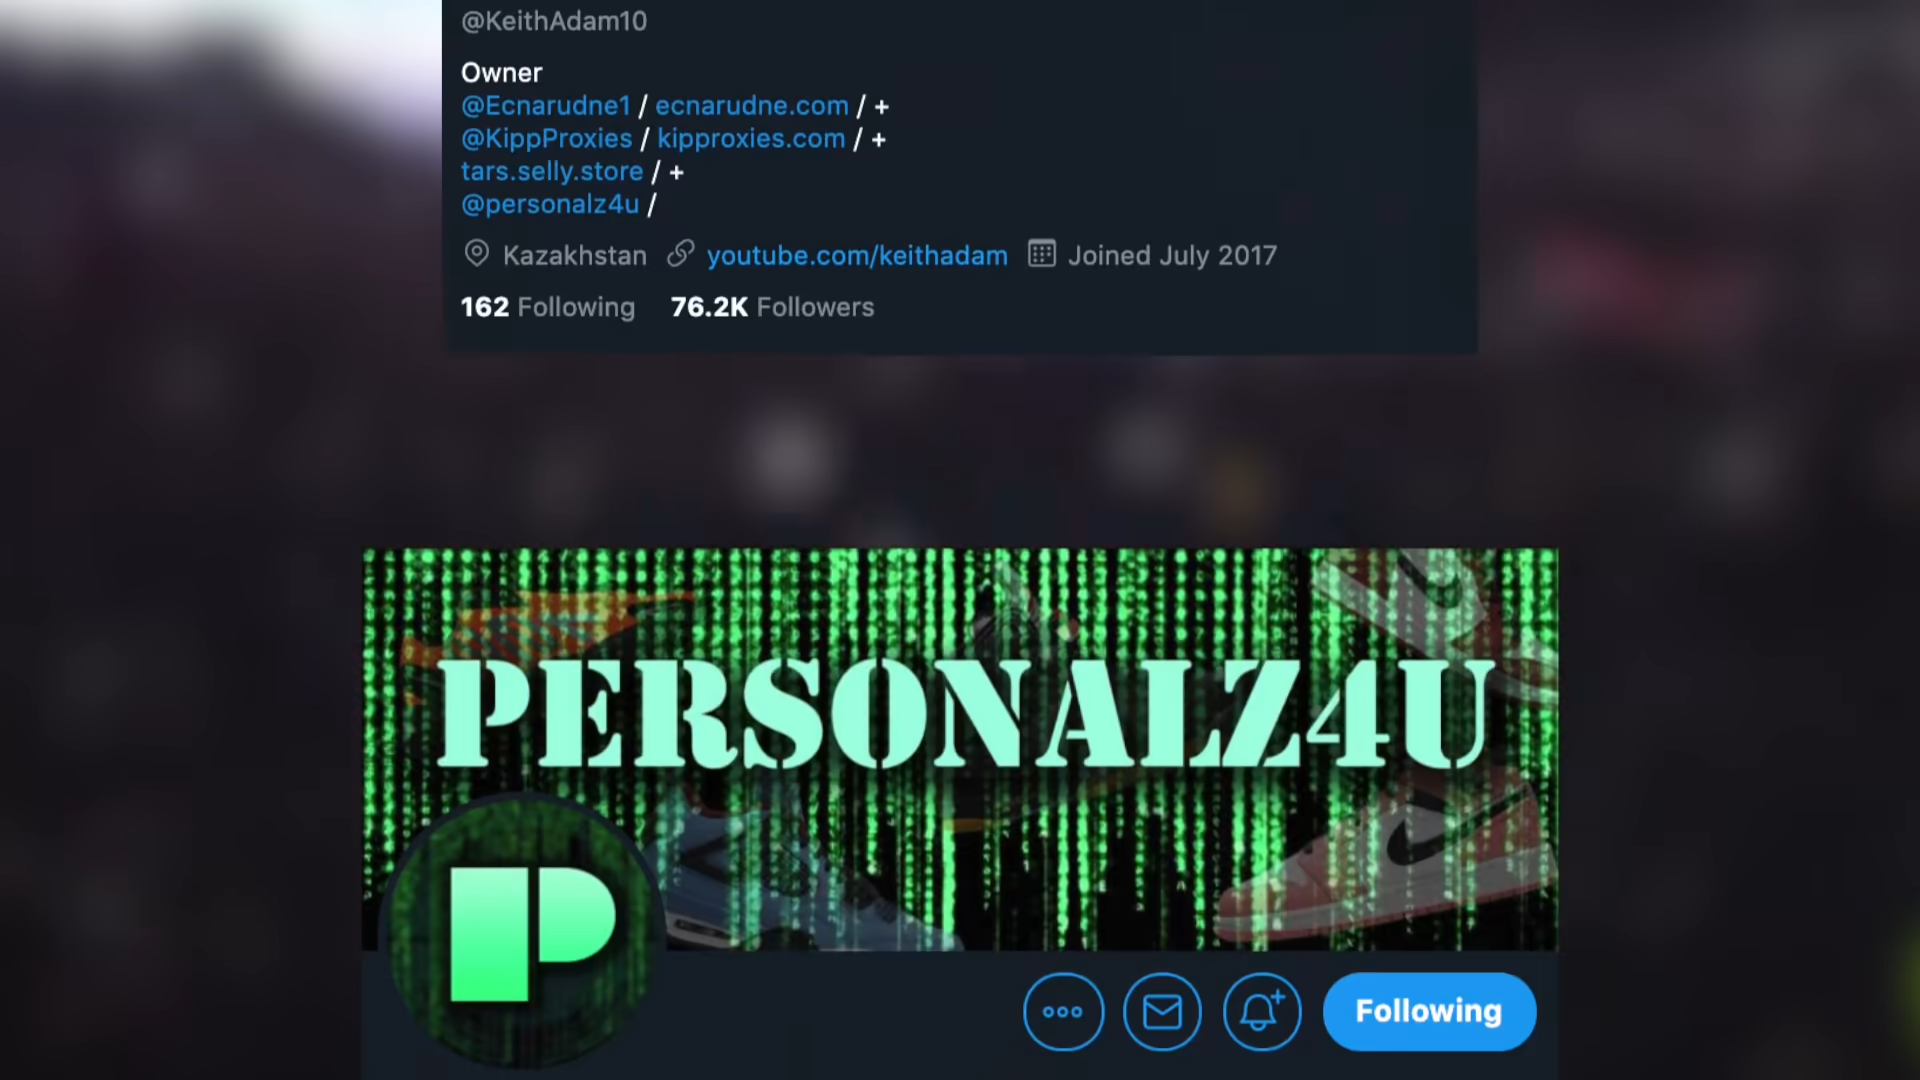 @KeithAdam10
Owner
@Ecnarudne1 / ecnarudne.com / +
@KippProxies / kipproxies.com / +
tars.selly.store / +
@personalz4u /
Kazakhstan youtube.com/keithadam Joined July 2017
162 Following 76.2K Followers
PERSONALZ4U
P
Following